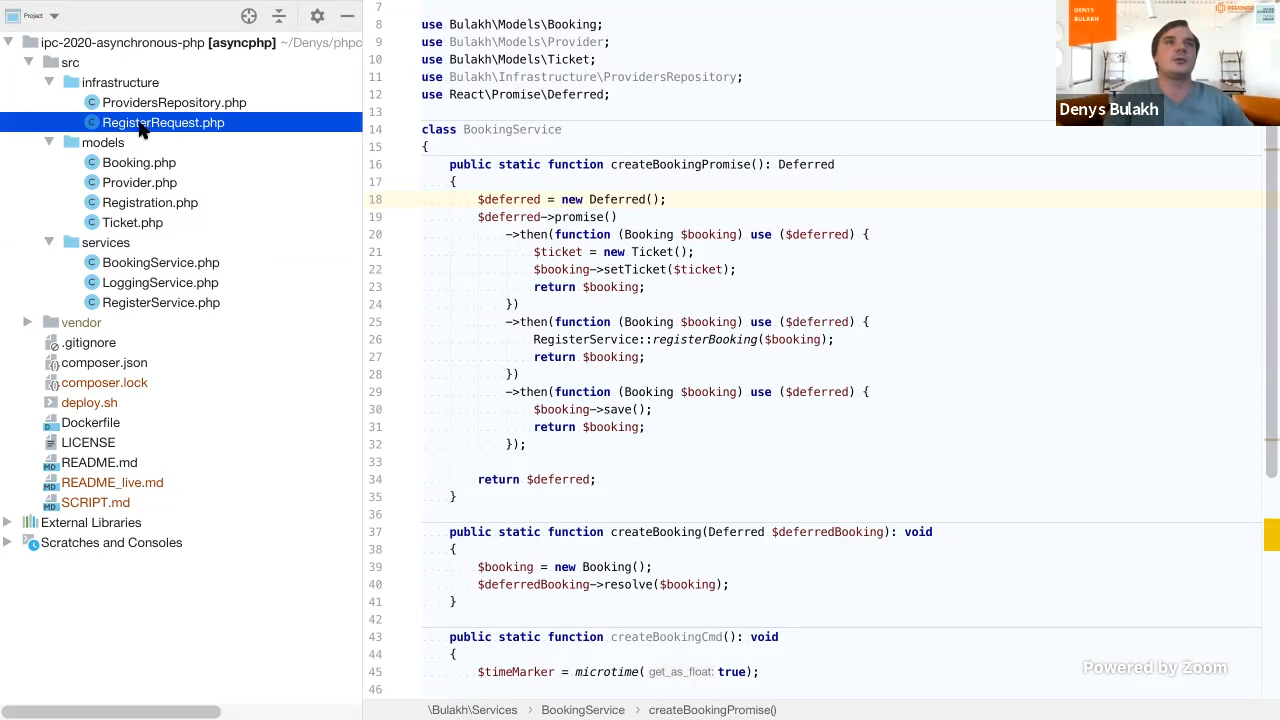 Project
ipc-2020-asynchronous-php [asyncphp] ~/Denys/phpc
src
infrastructure
ProvidersRepository.php
RegisterRequest.php
models
Booking.php
Provider.php
Registration.php
Ticket.php
services
BookingService.php
LoggingService.php
RegisterService.php
vendor
.gitignore
composer.json
composer.lock
deploy.sh
Dockerfile
LICENSE
README.md
README_live.md
SCRIPT.md
External Libraries
Scratches and Consoles
7
8 use Bulakh\Models\Booking;
9 use Bulakh\Models\Provider;
10 use Bulakh\Models\Ticket;
11 use Bulakh\Infrastructure\ProvidersRepository;
12 use React\Promise\Deferred;
13
14 class BookingService
15 {
16 public static function createBookingPromise(): Deferred
17 {
18 $deferred = new Deferred();
19 $deferred->promise()
20 ->then(function (Booking $booking) use ($deferred) {
21 $ticket = new Ticket();
22 $booking->setTicket($ticket);
23 return $booking;
24 })
25 ->then(function (Booking $booking) use ($deferred) {
26 RegisterService::registerBooking($booking);
27 return $booking;
28 })
29 ->then(function (Booking $booking) use ($deferred) {
30 $booking->save();
31 return $booking;
32 });
33
34 return $deferred;
35 }
36
37 public static function createBooking(Deferred $deferredBooking): void
38 {
39 $booking = new Booking();
40 $deferredBooking->resolve($booking);
41 }
42
43 public static function createBookingCmd(): void
44 {
45 $timeMarker = microtime( get_as_float: true);
46
\Bulakh\Services › BookingService › createBookingPromise()
DENYS
BULAKH
REGIONDO
Denys Bulakh
Powered by Zoom